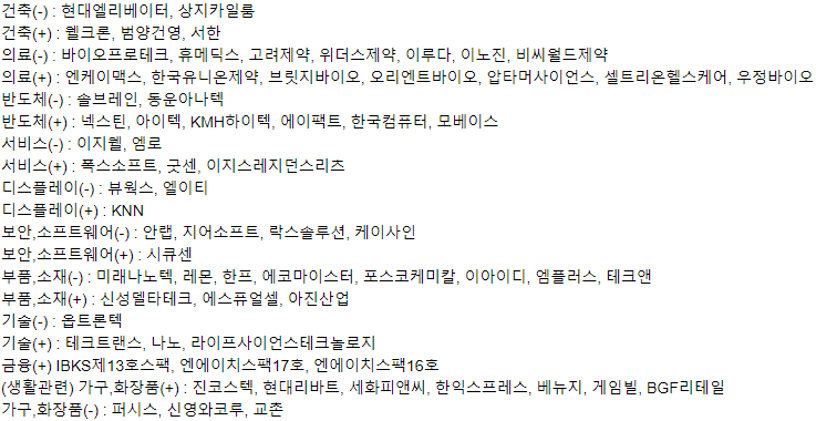 건축(-) : 현대엘리베이터, 상지카일룸
건축(+) : 웰크론, 범양건영, 서한
의료(-) : 바이오프로테크, 휴메딕스, 고려제약, 위더스제약, 이루다, 이노진, 비씨월드제약
의료(+) : 엔케이맥스, 한국유니온제약, 브릿지바이오, 오리엔트바이오, 압타머사이언스, 셀트리온헬스케어, 우정바이오
반도체(-) : 솔브레인, 동운아나텍
반도체(+) : 넥스틴, 아이텍, KMH하이텍, 에이팩트, 한국컴퓨터, 모베이스
서비스(-) : 이지웰, 엠로
서비스(+) : 폭스소프트, 굿센, 이지스레지던스리츠
디스플레이(-) : 뷰웍스, 엘이티
디스플레이(+) : KNN
보안,소프트웨어(-) : 안랩, 지어소프트, 락스솔루션, 케이사인
보안,소프트웨어(+) : 시큐센
부품,소재(-) : 미래나노텍, 레몬, 한프, 에코마이스터, 포스코케미칼, 이아이디, 엠플러스, 테크앤
부품,소재(+) : 신성델타테크, 에스퓨얼셀, 아진산업
기술(-) : 옵트론텍
기술(+) : 테크트랜스, 나노, 라이프사이언스테크놀로지
금융(+) IBKS제13호스팩, 엔에이치스팩17호, 엔에이치스팩16호
(생활관련) 가구,화장품(+) : 진코스텍, 현대리바트, 세화피앤씨, 한익스프레스, 베뉴지, 게임빌, BGF리테일
가구,화장품(-) : 퍼시스, 신영와코루, 교촌